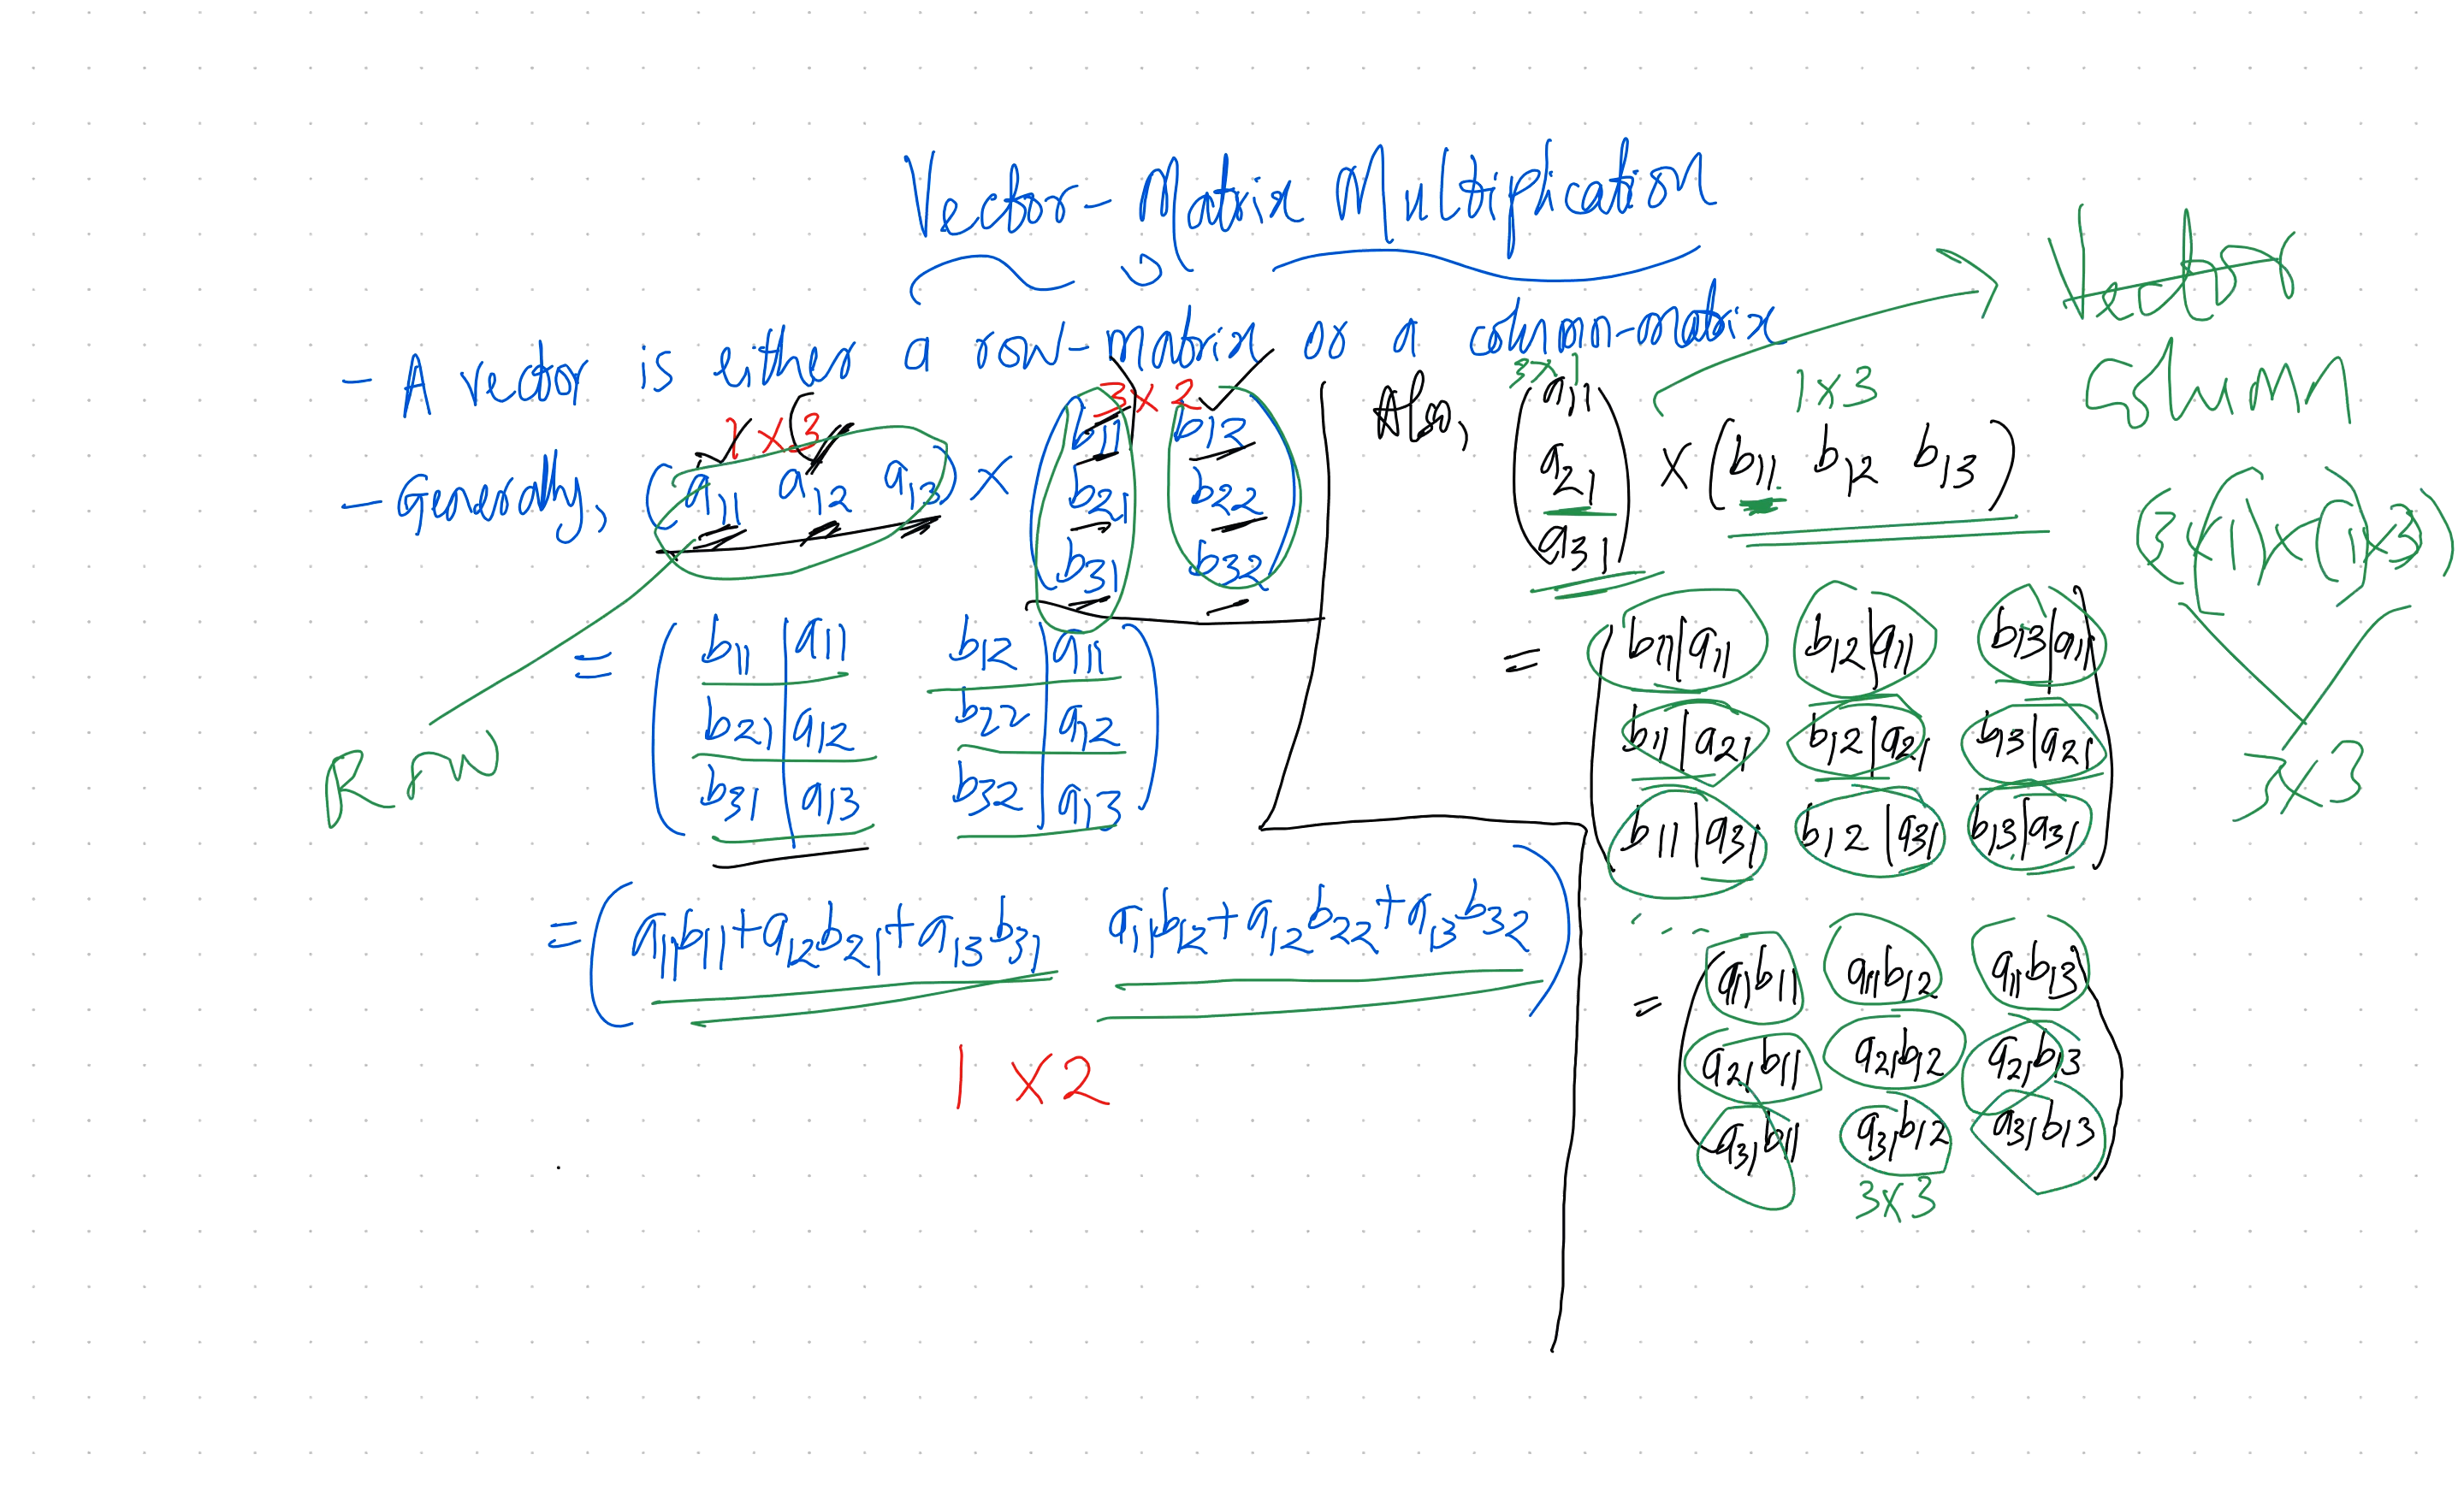 Vector - Matrix Multiplication
- A vector is either a row-matrix or a column-matrix
- Generally, (a11 a12 a13) × (b11 b12
b21 b22
b31 b32)
1 × 3
3 × 2
= (b11 | a11 b12 | a11
b21 | a12 b22 | a12
b31 | a13 b32 | a13)
= (a11b11 + a12b21 + a13b31 a11b12 + a12b22 + a13b32)
1 × 2
Row
Also, (a11
a21
a31) × (b11 b12 b13)
3×1
1×3
= (b11 | a11 b12 | a11 b13 | a11
b11 | a21 b12 | a21 b13 | a21
b11 | a31 b12 | a31 b13 | a31)
= (a11b11 a11b12 a11b13
a21b11 a21b12 a21b13
a31b11 a31b12 a31b13)
3×3
Vector
column
(3×1)×(1×3)
3×3